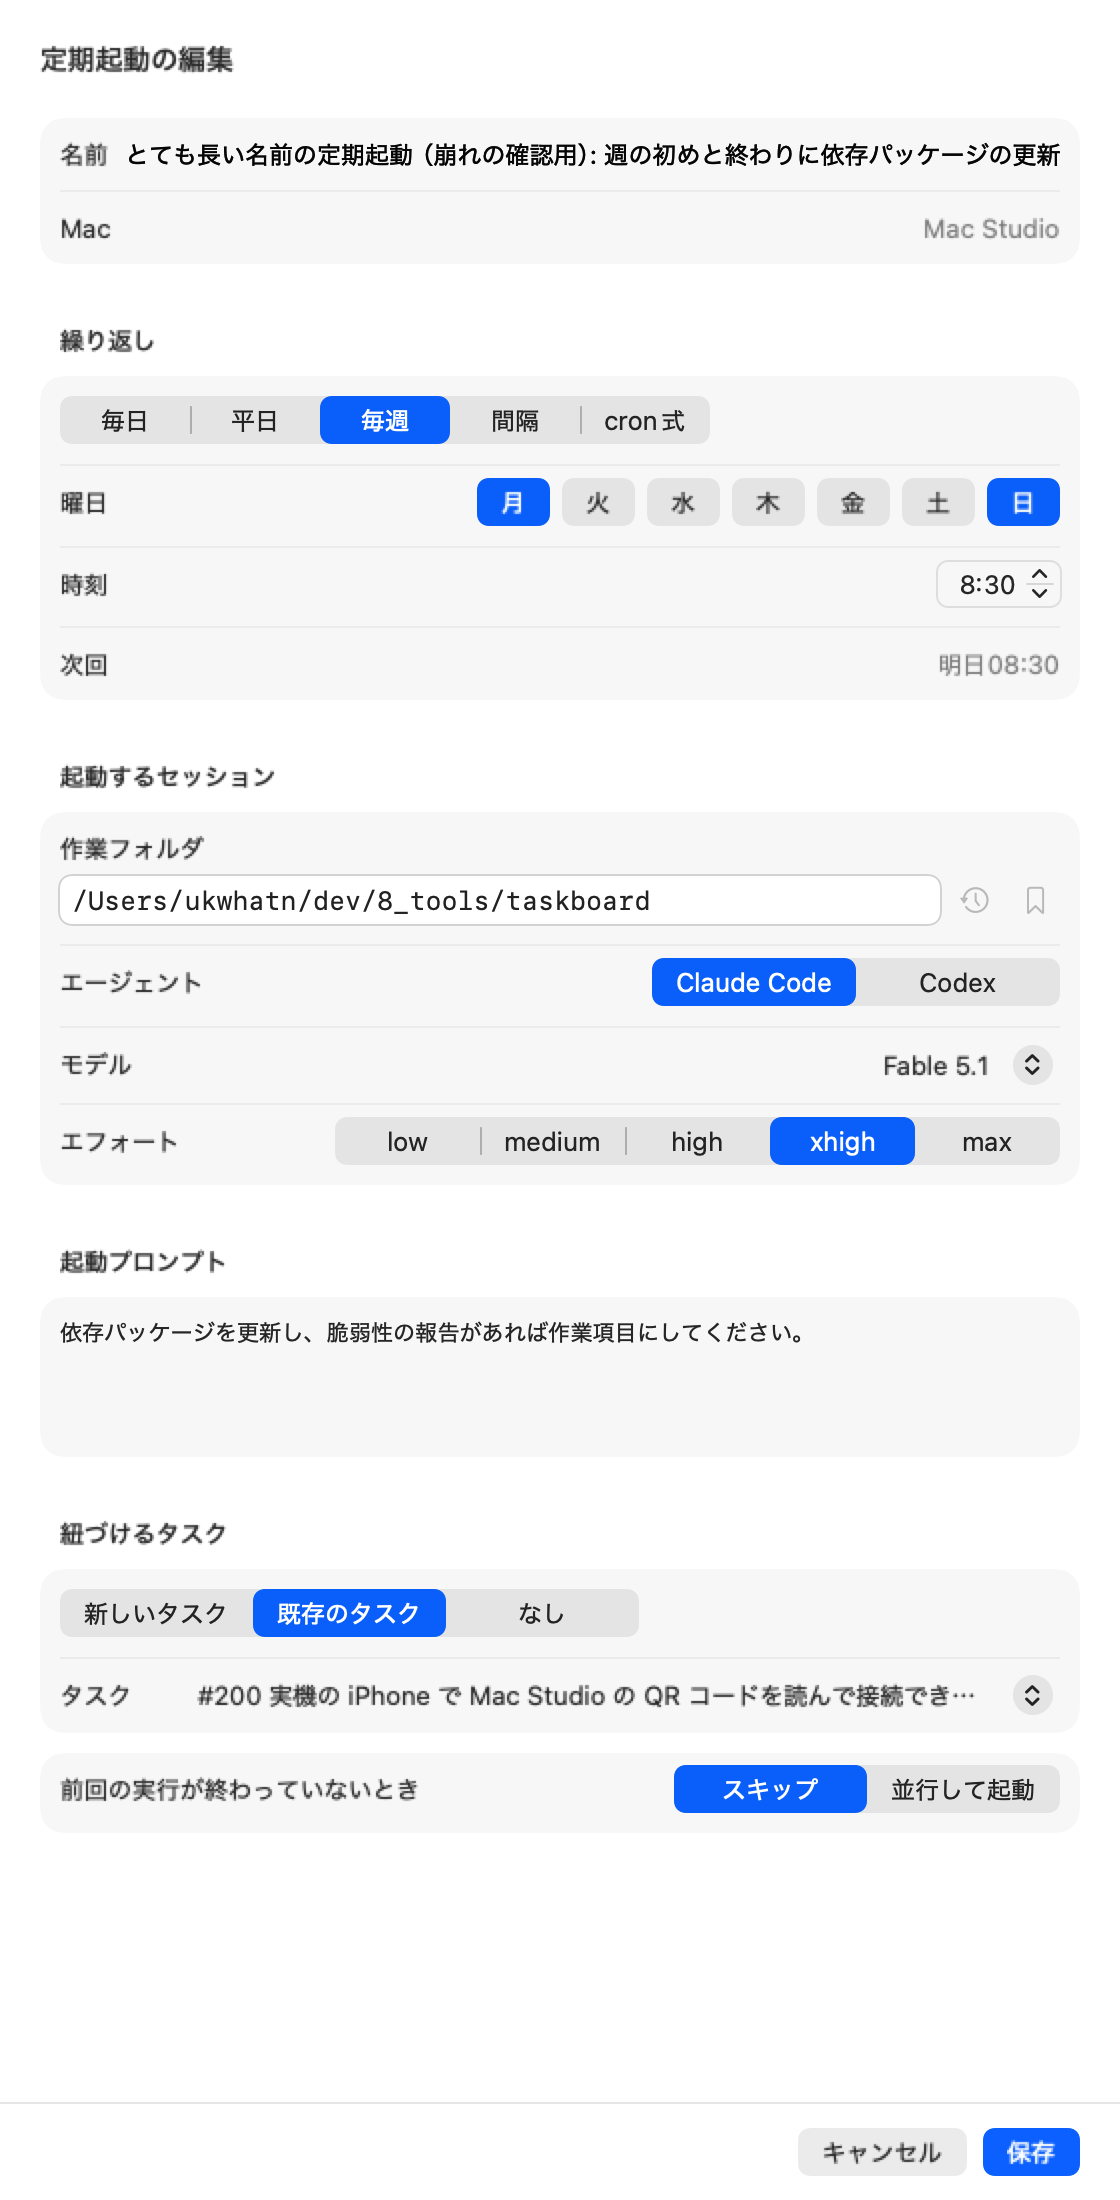 定期起動の編集
名前 とても長い名前の定期起動（崩れの確認用）: 週の初めと終わりに依存パッケージの更新
Mac Mac Studio
繰り返し
毎日 平日 毎週 間隔 cron 式
曜日 月 火 水 木 金 土 日
時刻 8:30
次回 明日08:30
起動するセッション
作業フォルダ
/Users/ukwhatn/dev/8_tools/taskboard
エージェント Claude Code Codex
モデル Fable 5.1
エフォート low medium high xhigh max
起動プロンプト
依存パッケージを更新し、脆弱性の報告があれば作業項目にしてください。
紐づけるタスク
新しいタスク 既存のタスク なし
タスク #200 実機の iPhone で Mac Studio の QR コードを読んで接続でき…
前回の実行が終わっていないとき スキップ 並行して起動
キャンセル 保存